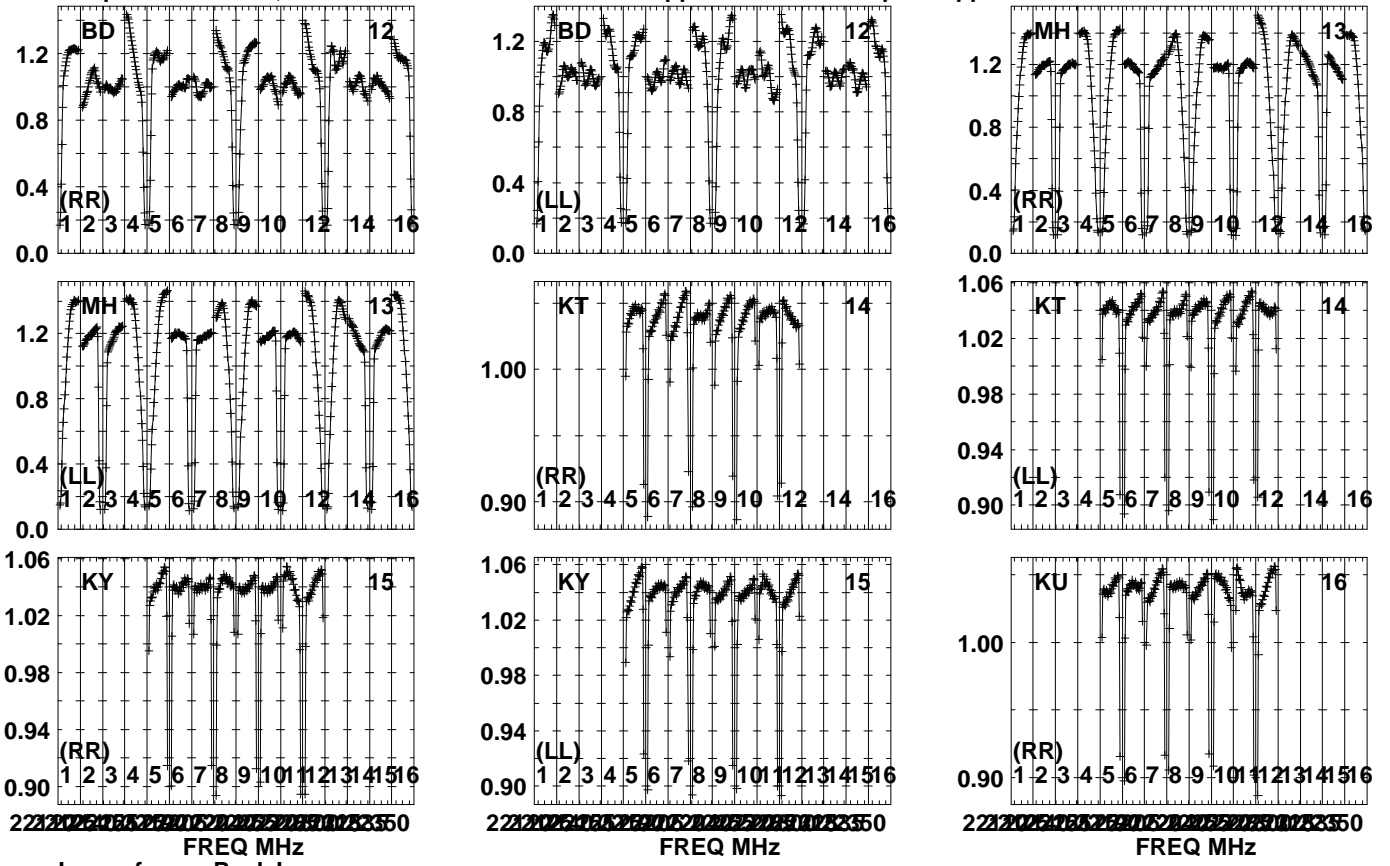 BD 12
1.2
0.8
0.4
0.0
(RR)
1 2 3 4 5 6 7 8 9 10 12 14 16
BD 12
1.2
0.8
0.4
0.0
(LL)
1 2 3 4 5 6 7 8 9 10 12 14 16
MH 13
1.2
0.8
0.4
0.0
(RR)
1 2 3 4 5 6 7 8 9 10 12 14 16
MH 13
1.2
0.8
0.4
0.0
(LL)
1 2 3 4 5 6 7 8 9 10 12 14 16
KT 14
1.00
0.90
(RR)
1 2 3 4 5 6 7 8 9 10 12 14 16
KT 14
1.06
1.02
0.98
0.94
0.90
(LL)
1 2 3 4 5 6 7 8 9 10 12 14 16
KY 15
1.06
1.02
0.98
0.94
0.90
(RR)
1 2 3 4 5 6 7 8 9 10 11 12 13 14 15 16
KY 15
1.06
1.02
0.98
0.94
0.90
(LL)
1 2 3 4 5 6 7 8 9 10 11 12 13 14 15 16
KU 16
1.00
0.90
(RR)
1 2 3 4 5 6 7 8 9 10 11 12 13 14 15 16
FREQ MHz
FREQ MHz
FREQ MHz